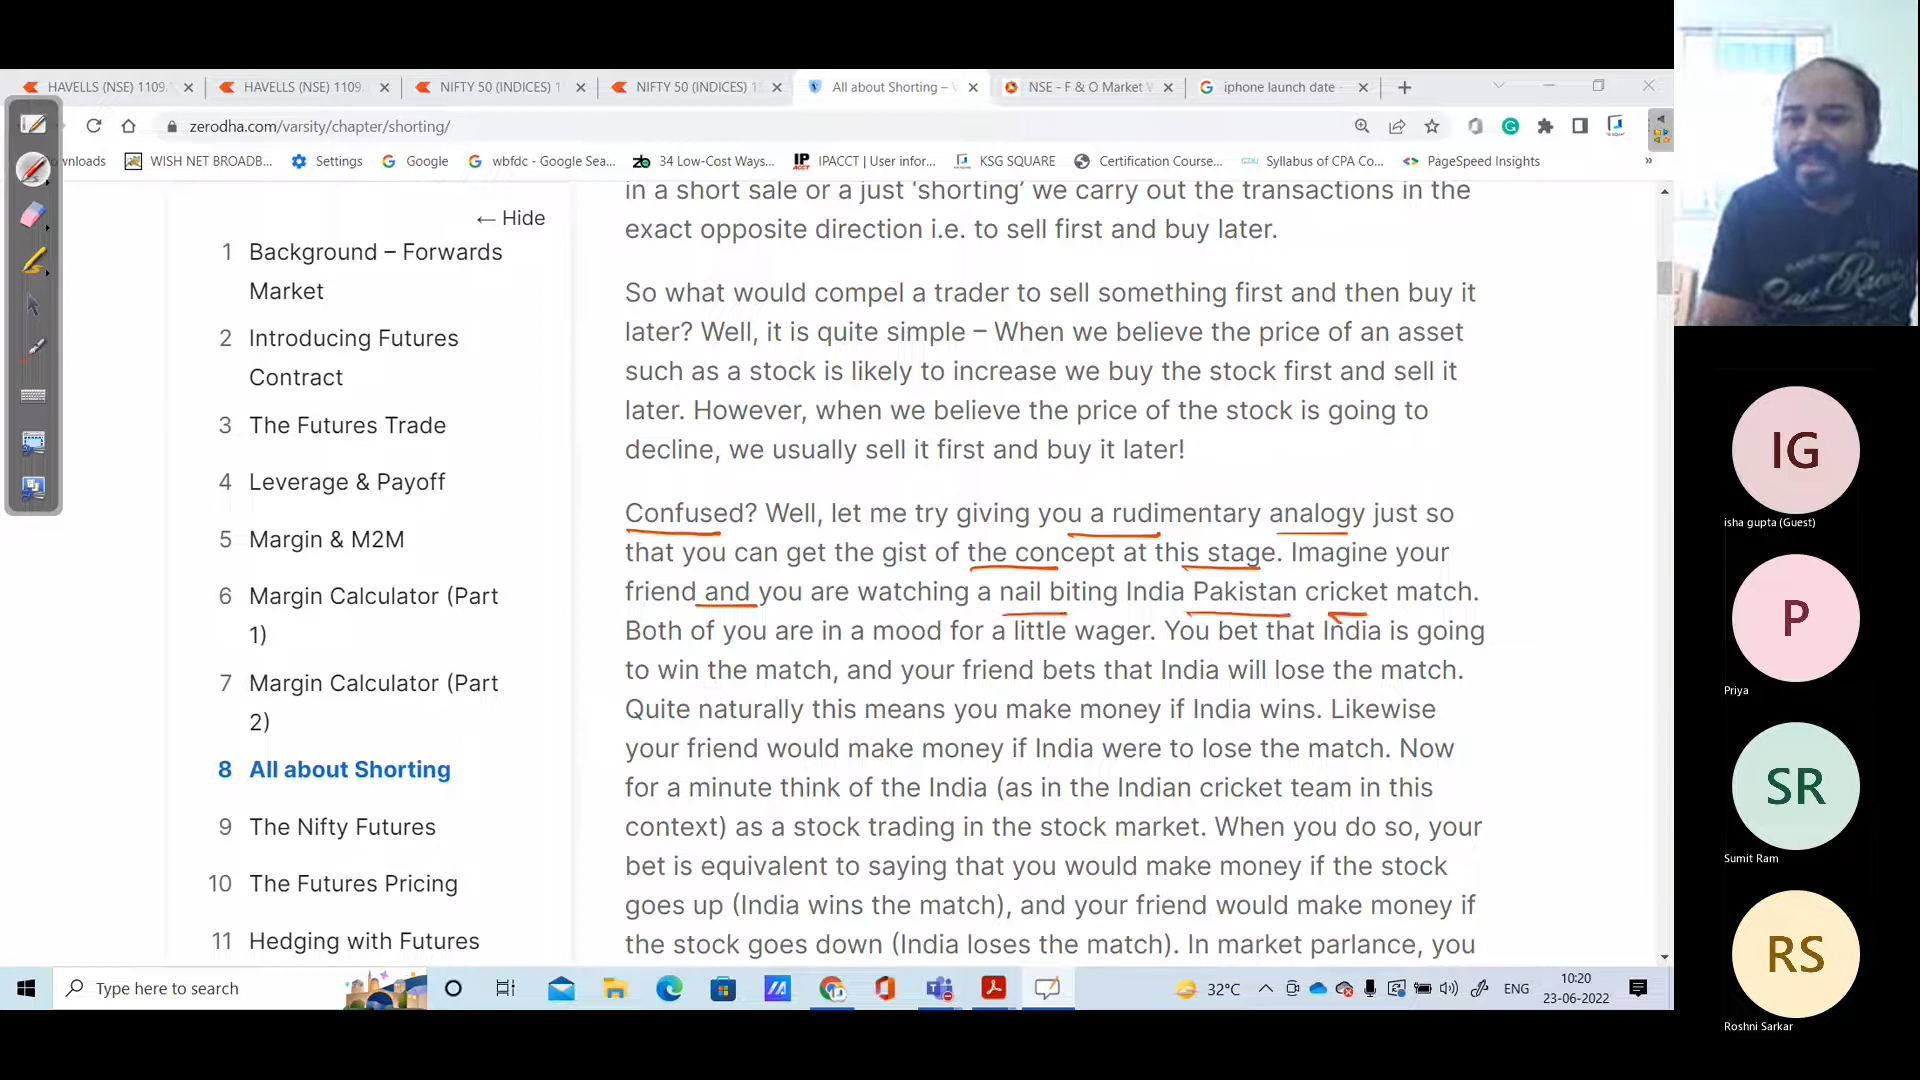 HAVELLS (NSE) 1109.
HAVELLS (NSE) 1109.
NIFTY 50 (INDICES)
NIFTY 50 (INDICES)
All about Shorting –
NSE - F & O Market
iphone launch date
zerodha.com/varsity/chapter/shorting/
wnloads
WISH NET BROADB...
Settings
Google
wbfdc - Google Sea...
34 Low-Cost Ways...
IPACCT | User infor...
KSG SQUARE
Certification Course...
Syllabus of CPA Co...
PageSpeed Insights
»
← Hide
1 Background – Forwards
Market
2 Introducing Futures
Contract
3 The Futures Trade
4 Leverage & Payoff
5 Margin & M2M
6 Margin Calculator (Part
1)
7 Margin Calculator (Part
2)
8 All about Shorting
9 The Nifty Futures
10 The Futures Pricing
11 Hedging with Futures
in a short sale or a just ‘shorting’ we carry out the transactions in the
exact opposite direction i.e. to sell first and buy later.
So what would compel a trader to sell something first and then buy it
later? Well, it is quite simple – When we believe the price of an asset
such as a stock is likely to increase we buy the stock first and sell it
later. However, when we believe the price of the stock is going to
decline, we usually sell it first and buy it later!
Confused? Well, let me try giving you a rudimentary analogy just so
that you can get the gist of the concept at this stage. Imagine your
friend and you are watching a nail biting India Pakistan cricket match.
Both of you are in a mood for a little wager. You bet that India is going
to win the match, and your friend bets that India will lose the match.
Quite naturally this means you make money if India wins. Likewise
your friend would make money if India were to lose the match. Now
for a minute think of the India (as in the Indian cricket team in this
context) as a stock trading in the stock market. When you do so, your
bet is equivalent to saying that you would make money if the stock
goes up (India wins the match), and your friend would make money if
the stock goes down (India loses the match). In market parlance, you
Type here to search
32°C
ENG
10:20
23-06-2022
IG
isha gupta (Guest)
P
Priya
SR
Sumit Ram
RS
Roshni Sarkar